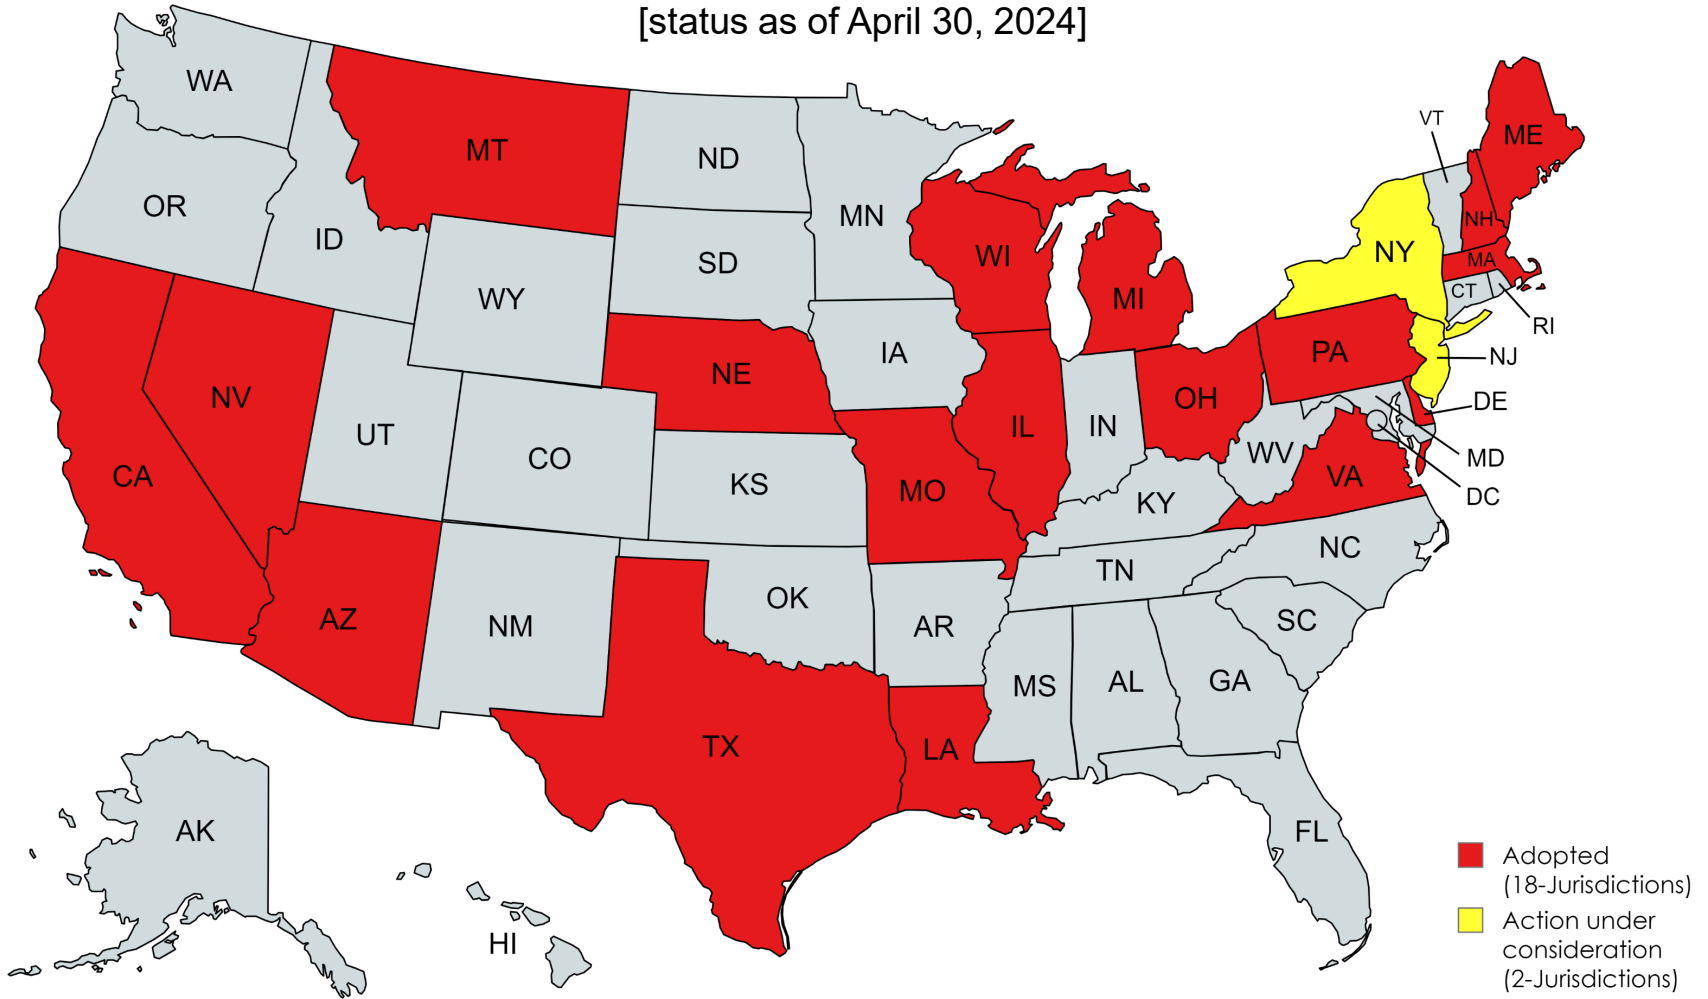 [status as of April 30, 2024]
WA
MT
ND
VT
ME
OR
ID
MN
NH
SD
WI
NY
MA
WY
MI
CT
RI
IA
PA
NJ
NE
NV
OH
DE
UT
IL
IN
CO
WV
MD
CA
KS
MO
KY
VA
DC
NC
TN
OK
AZ
NM
AR
SC
MS
AL
GA
TX
LA
AK
FL
HI
Adopted
(18-Jurisdictions)
Action under
consideration
(2-Jurisdictions)